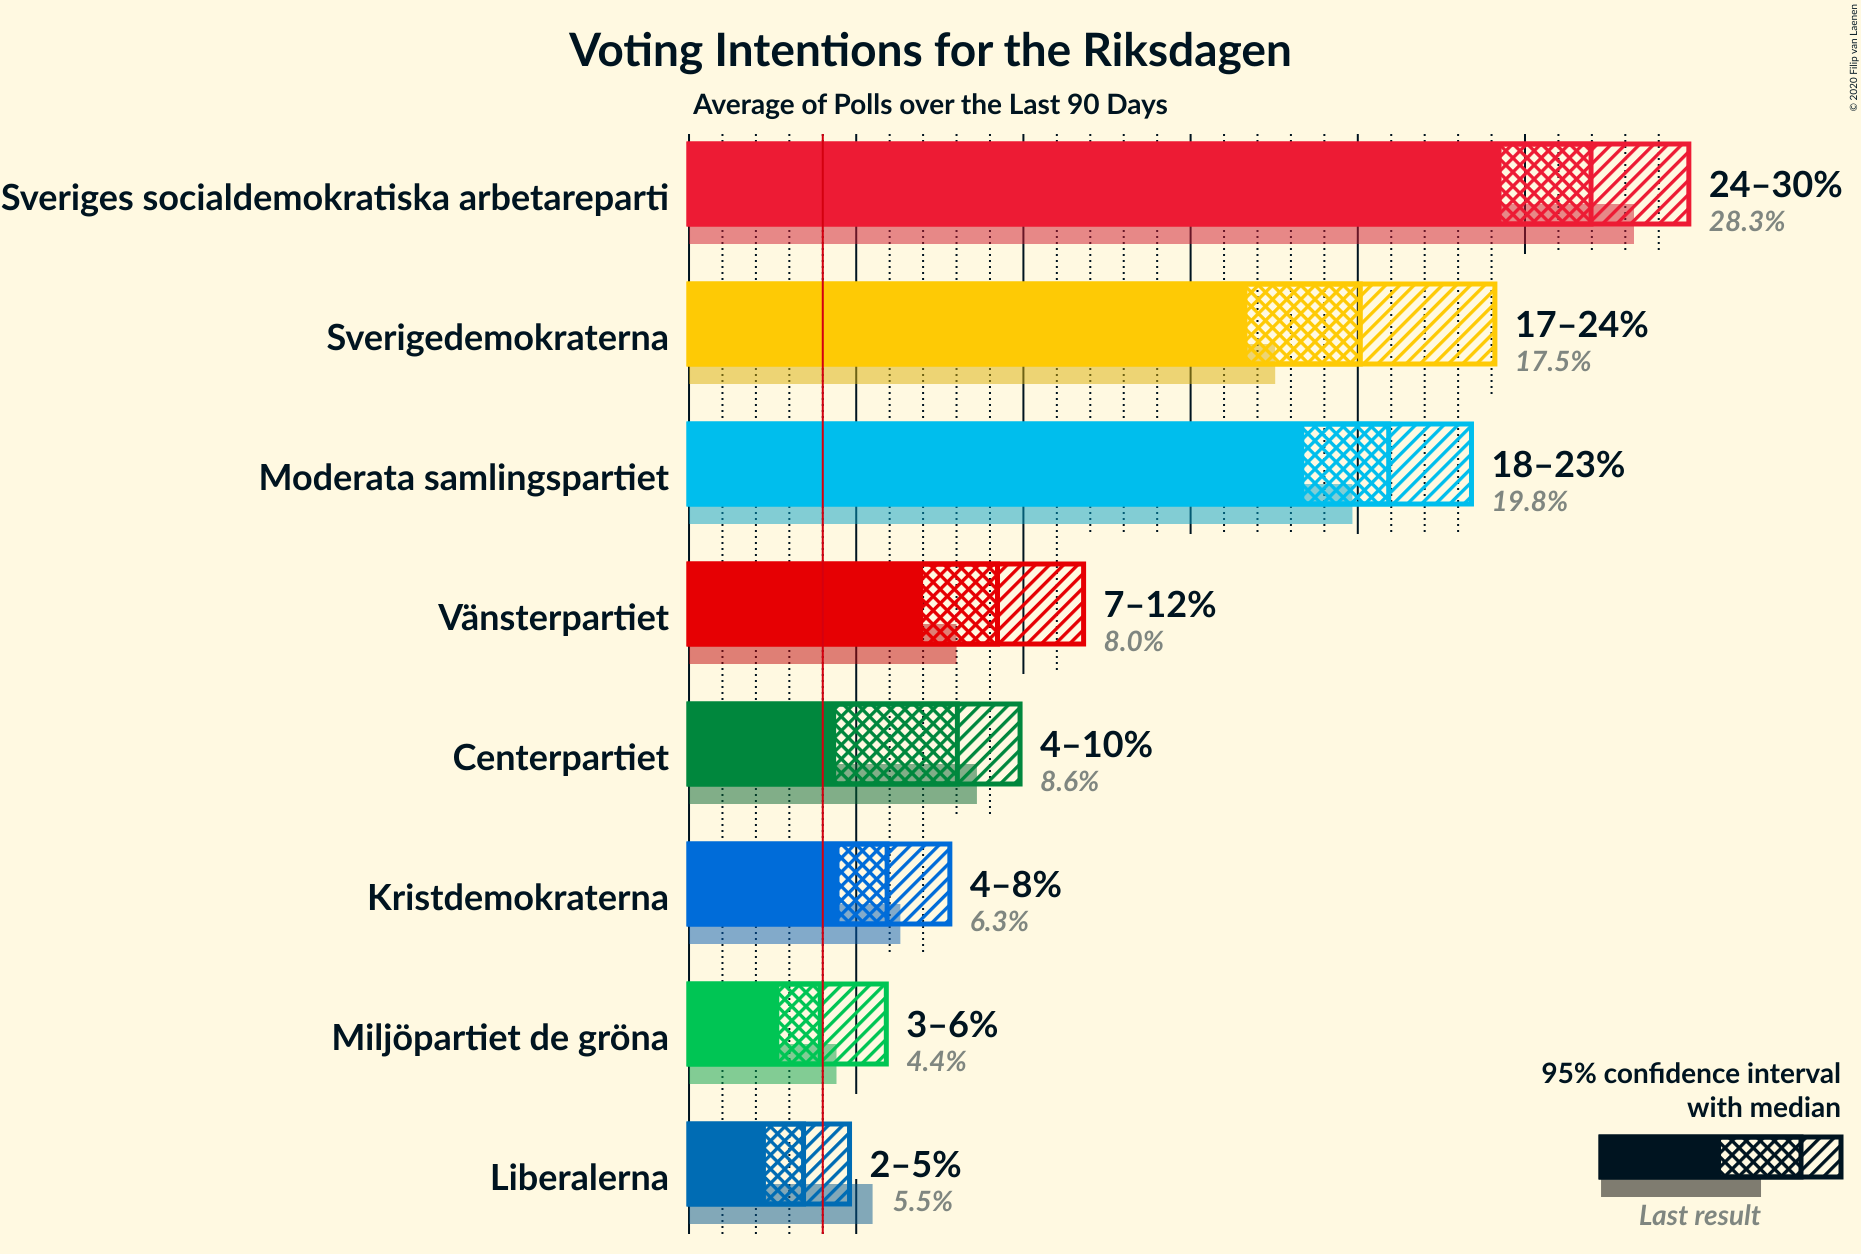 Voting Intentions for the Riksdagen
Average of Polls over the Last 90 Days
© 2020 Filip van Laenen
Sveriges socialdemokratiska arbetareparti
24–30%
28.3%
Sverigedemokraterna
17–24%
17.5%
Moderata samlingspartiet
18–23%
19.8%
Vänsterpartiet
7–12%
8.0%
Centerpartiet
4–10%
8.6%
Kristdemokraterna
4–8%
6.3%
Miljöpartiet de gröna
3–6%
4.4%
Liberalerna
2–5%
5.5%
95% confidence interval
with median
Last result